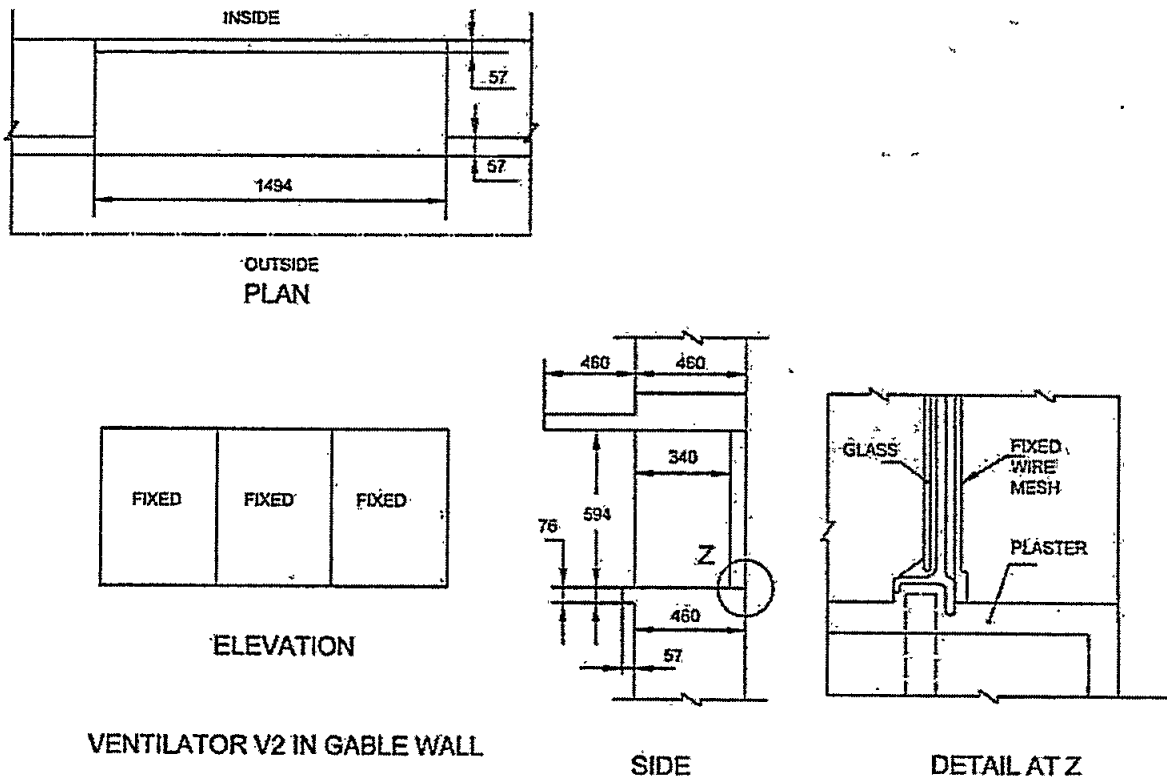 INSIDE
57
57
1494
OUTSIDE
PLAN
FIXED
FIXED
FIXED
ELEVATION
VENTILATOR V2 IN GABLE WALL
460
460
340
594
76
Z
460
57
SIDE
GLASS
FIXED
WIRE
MESH
PLASTER
DETAIL AT Z